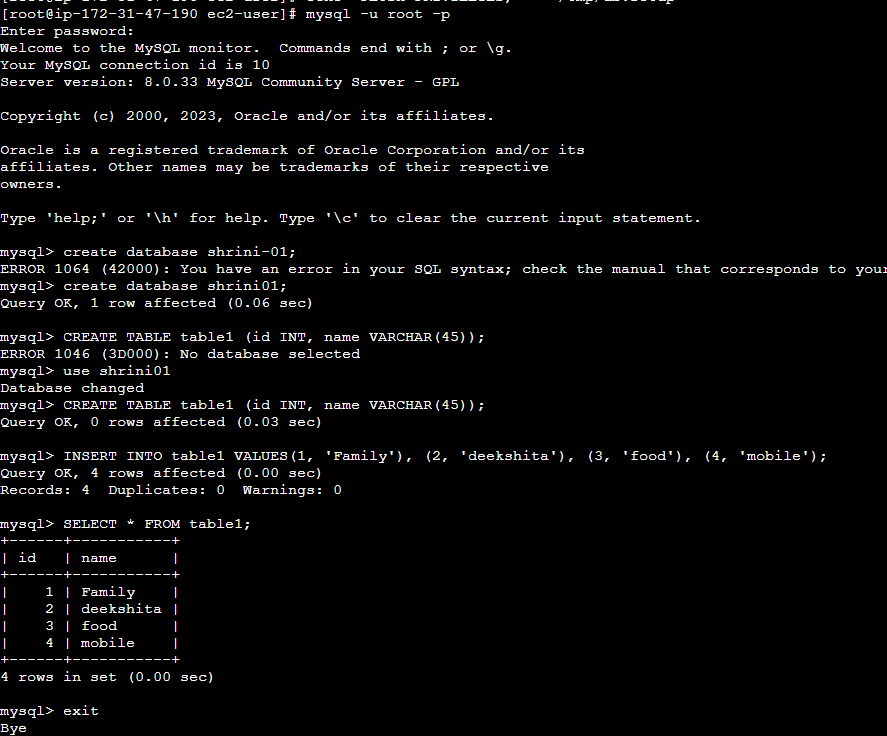 [root@ip-172-31-47-190 ec2-user]# mysql -u root -p
Enter password:
Welcome to the MySQL monitor.  Commands end with ; or \g.
Your MySQL connection id is 10
Server version: 8.0.33 MySQL Community Server - GPL

Copyright (c) 2000, 2023, Oracle and/or its affiliates.

Oracle is a registered trademark of Oracle Corporation and/or its
affiliates. Other names may be trademarks of their respective
owners.

Type 'help;' or '\h' for help. Type '\c' to clear the current input statement.

mysql> create database shrini-01;
ERROR 1064 (42000): You have an error in your SQL syntax; check the manual that corresponds to your
mysql> create database shrini01;
Query OK, 1 row affected (0.06 sec)

mysql> CREATE TABLE table1 (id INT, name VARCHAR(45));
ERROR 1046 (3D000): No database selected
mysql> use shrini01
Database changed
mysql> CREATE TABLE table1 (id INT, name VARCHAR(45));
Query OK, 0 rows affected (0.03 sec)

mysql> INSERT INTO table1 VALUES(1, 'Family'), (2, 'deekshita'), (3, 'food'), (4, 'mobile');
Query OK, 4 rows affected (0.00 sec)
Records: 4  Duplicates: 0  Warnings: 0

mysql> SELECT * FROM table1;
+------+-----------+
| id   | name      |
+------+-----------+
|    1 | Family    |
|    2 | deekshita |
|    3 | food      |
|    4 | mobile    |
+------+-----------+
4 rows in set (0.00 sec)

mysql> exit
Bye